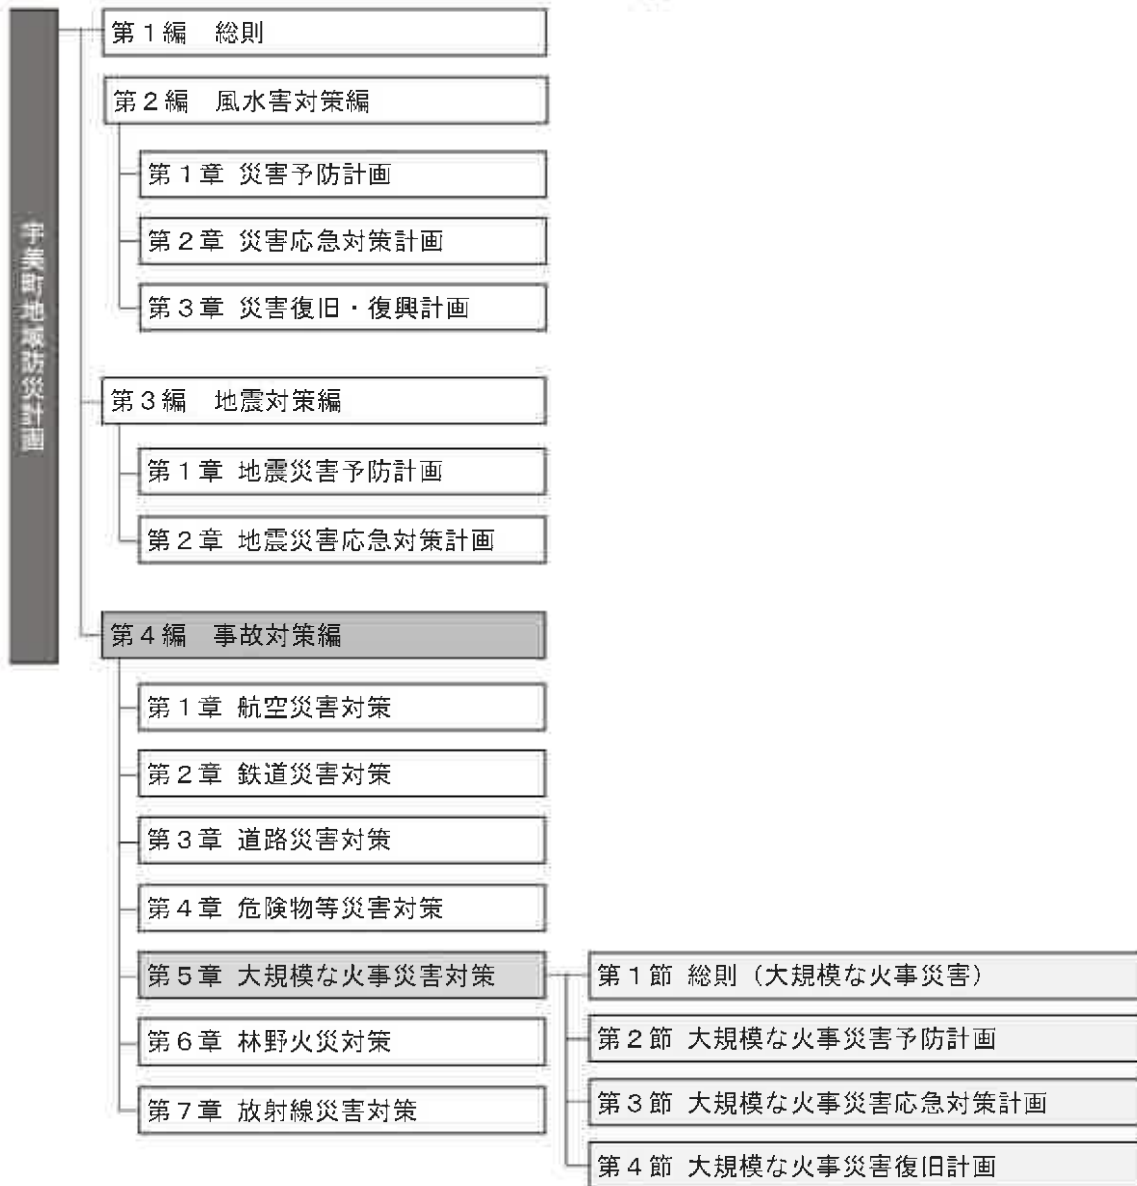 宇美町地域防災計画
第１編　総則
第２編　風水害対策編
第１章 災害予防計画
第２章 災害応急対策計画
第３章 災害復旧・復興計画
第３編　地震対策編
第１章 地震災害予防計画
第２章 地震災害応急対策計画
第４編　事故対策編
第１章 航空災害対策
第２章 鉄道災害対策
第３章 道路災害対策
第４章 危険物等災害対策
第５章 大規模な火事災害対策
第６章 林野火災対策
第７章 放射線災害対策
第１節 総則（大規模な火事災害）
第２節 大規模な火事災害予防計画
第３節 大規模な火事災害応急対策計画
第４節 大規模な火事災害復旧計画